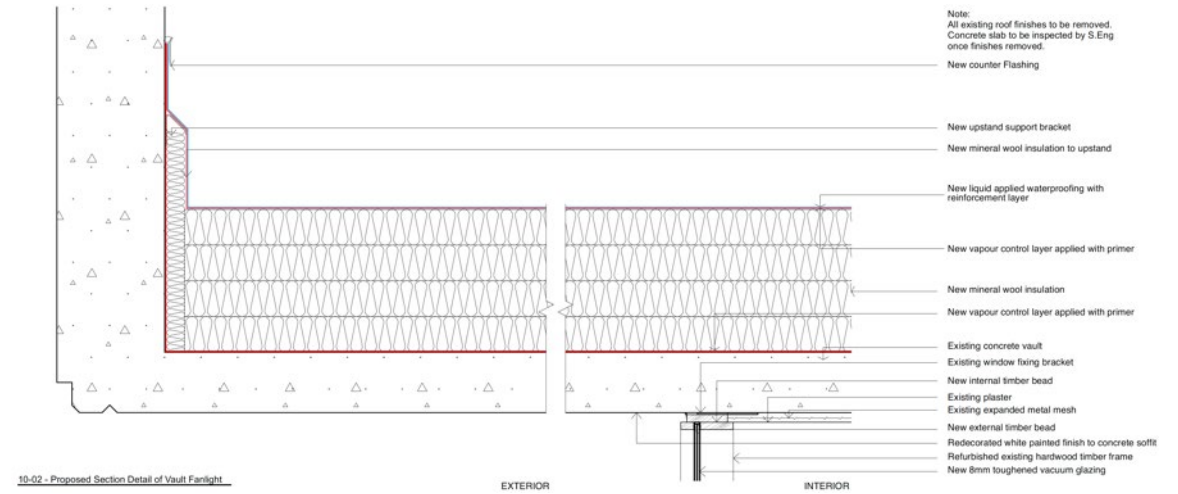 Note:
All existing roof finishes to be removed.
Concrete slab to be inspected by S.Eng
once finishes removed.
New counter Flashing
New upstand support bracket
New mineral wool insulation to upstand
New liquid applied waterproofing with
reinforcement layer
New vapour control layer applied with primer
New mineral wool insulation
New vapour control layer applied with primer
Existing concrete vault
Existing window fixing bracket
New internal timber bead
Existing plaster
Existing expanded metal mesh
New external timber bead
Redecorated white painted finish to concrete soffit
Refurbished existing hardwood timber frame
New 8mm toughened vacuum glazing
10-02 - Proposed Section Detail of Vault Fanlight
EXTERIOR
INTERIOR